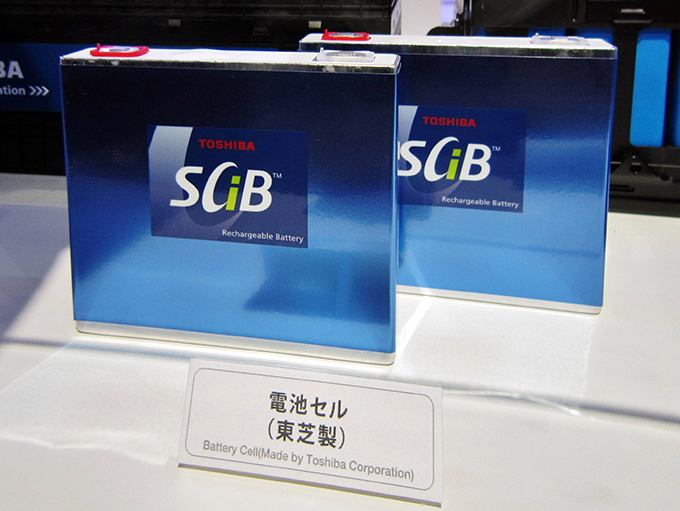 BA
ation >>>
TOSHIBA
SCiB™
Rechargeable Battery
TOSHIBA
SCiB™
Rechargeable Battery
電池セル
(東芝製)
Battery Cell(Made by Toshiba Corporation)